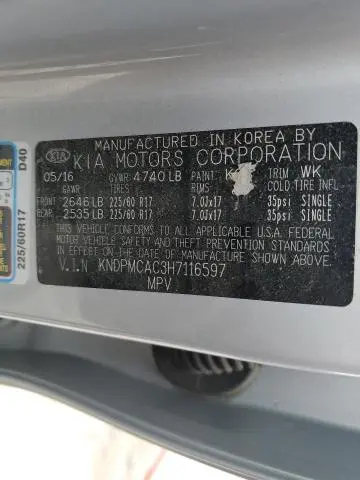 MANUFACTURED IN KOREA BY
KIA KIA MOTORS CORPORATION
05/16 GVWR 4740 LB PAINT TRIM WK
GAWR TIRES RIMS COLD TIRE INFL
FRONT 2646 LB 225/60 R17 7.0Jx17 35psi SINGLE
REAR 2535 LB 225/60 R17 7.0Jx17 35psi SINGLE
THIS VEHICLE CONFORMS TO ALL APPLICABLE U.S.A. FEDERAL
MOTOR VEHICLE SAFETY AND THEFT PREVENTION STANDARDS
IN EFFECT ON THE DATE OF MANUFACTURE SHOWN ABOVE.
V.I.N KNDPMCAC3H7116597
MPV
D40
225/60R17